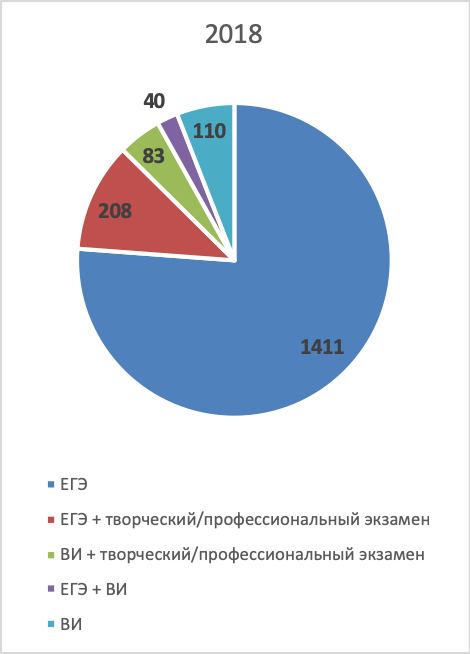 2018
40
110
83
208
1411
ЕГЭ
ЕГЭ + творческий/профессиональный экзамен
ВИ + творческий/профессиональный экзамен
ЕГЭ + ВИ
ВИ